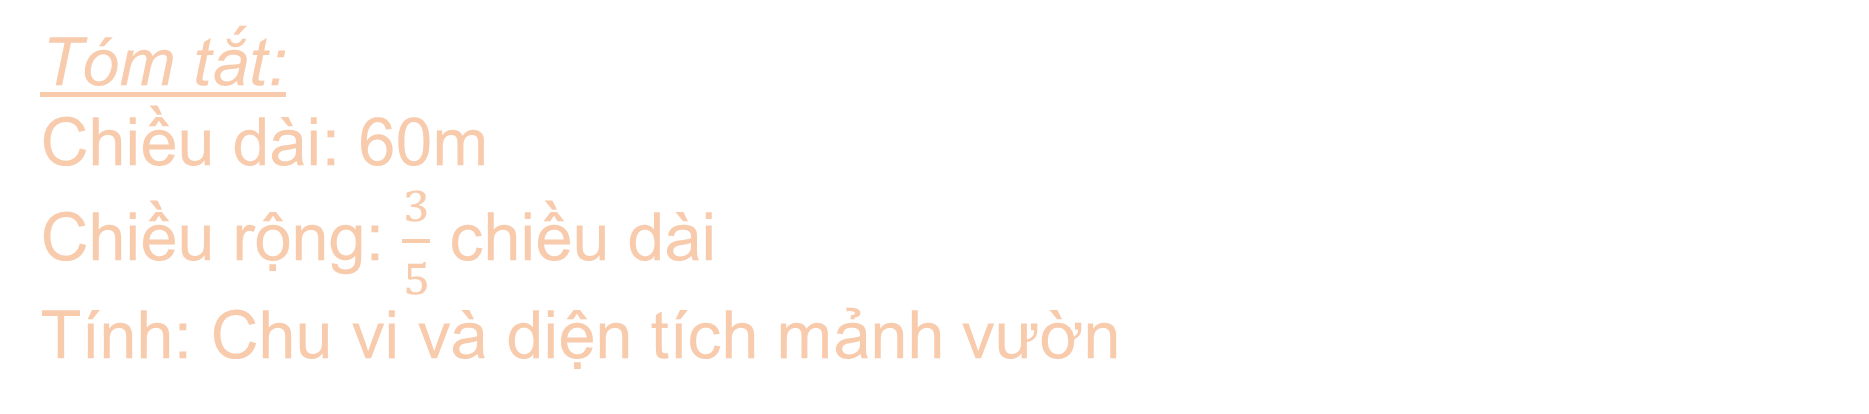 Tóm tắt:
Chiều dài: 60m
Chiều rộng: 3/5 chiều dài
Tính: Chu vi và diện tích mảnh vườn